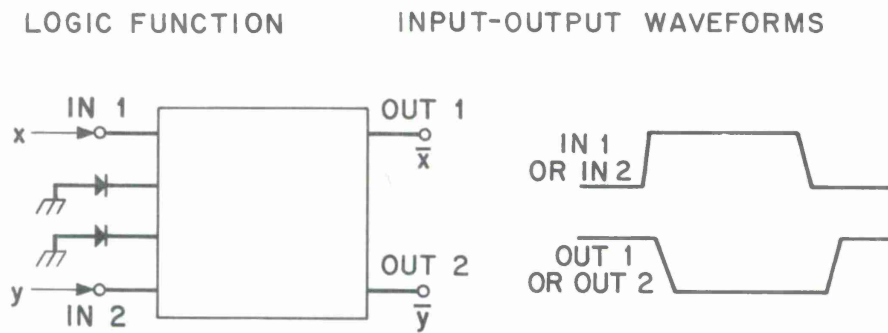 LOGIC FUNCTION
INPUT-OUTPUT WAVEFORMS
IN 1
OUT 1
x
x̅
IN 1
OR IN 2
OUT 2
OUT 1
OR OUT 2
y
IN 2
y̅